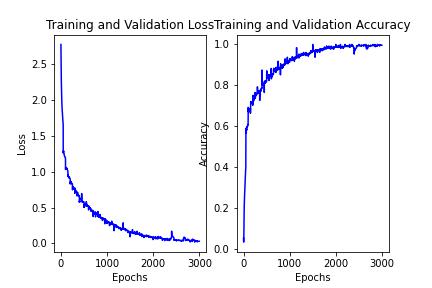 Training and Validation Loss
2.5
2.0
1.5
1.0
0.5
0.0
Loss
0 1000 2000 3000
Epochs
Training and Validation Accuracy
1.0
0.8
0.6
0.4
0.2
0.0
Accuracy
0 1000 2000 3000
Epochs